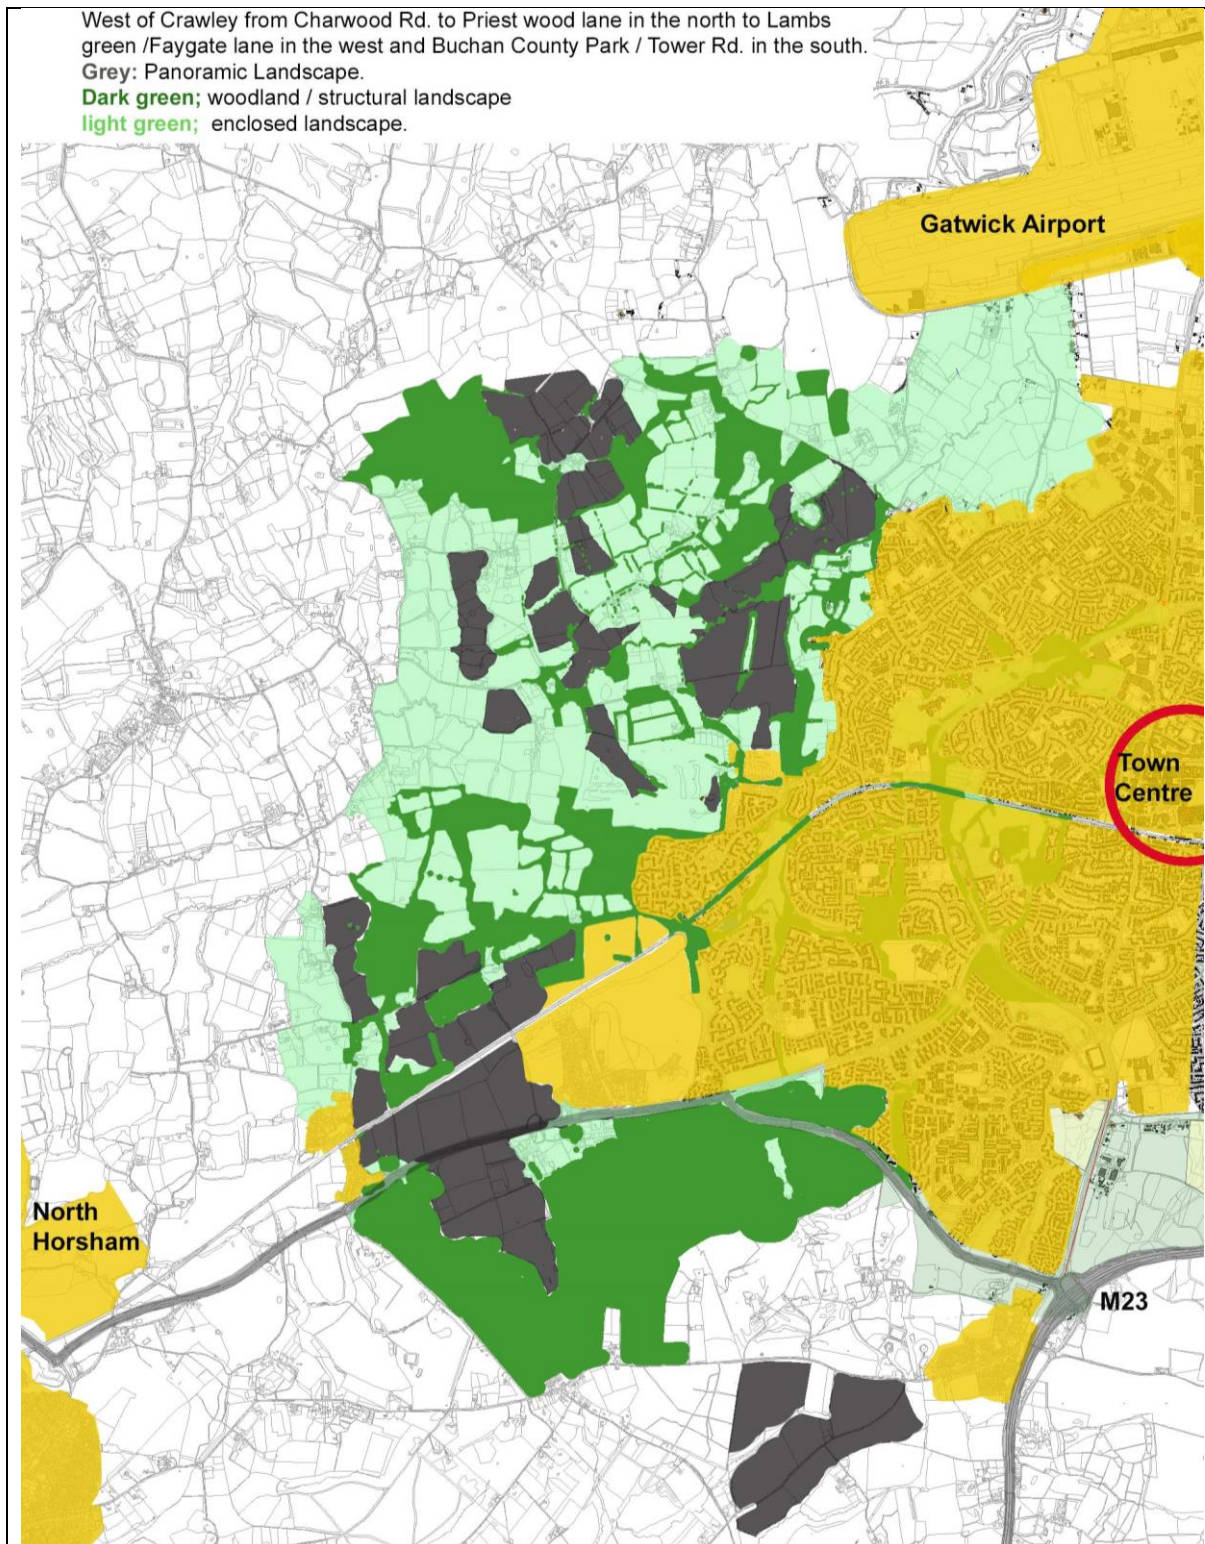 West of Crawley from Charwood Rd. to Priest wood lane in the north to Lambs
green /Faygate lane in the west and Buchan County Park / Tower Rd. in the south.
Grey: Panoramic Landscape.
Dark green; woodland / structural landscape
light green; enclosed landscape.
Gatwick Airport
Town
Centre
North
Horsham
M23